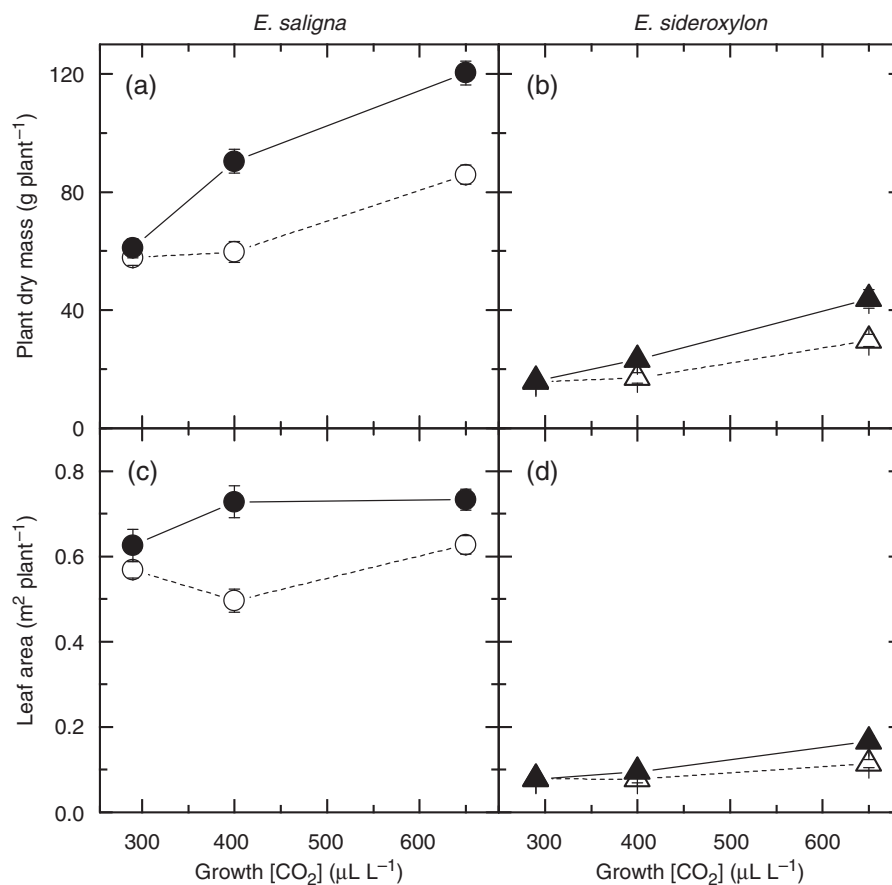 E. saligna
E. sideroxylon
(a)
(b)
120
80
40
0
Plant dry mass (g plant⁻¹)
(c)
(d)
0.8
0.6
0.4
0.2
0.0
Leaf area (m² plant⁻¹)
300 400 500 600
300 400 500 600
Growth [CO₂] (μL L⁻¹)
Growth [CO₂] (μL L⁻¹)